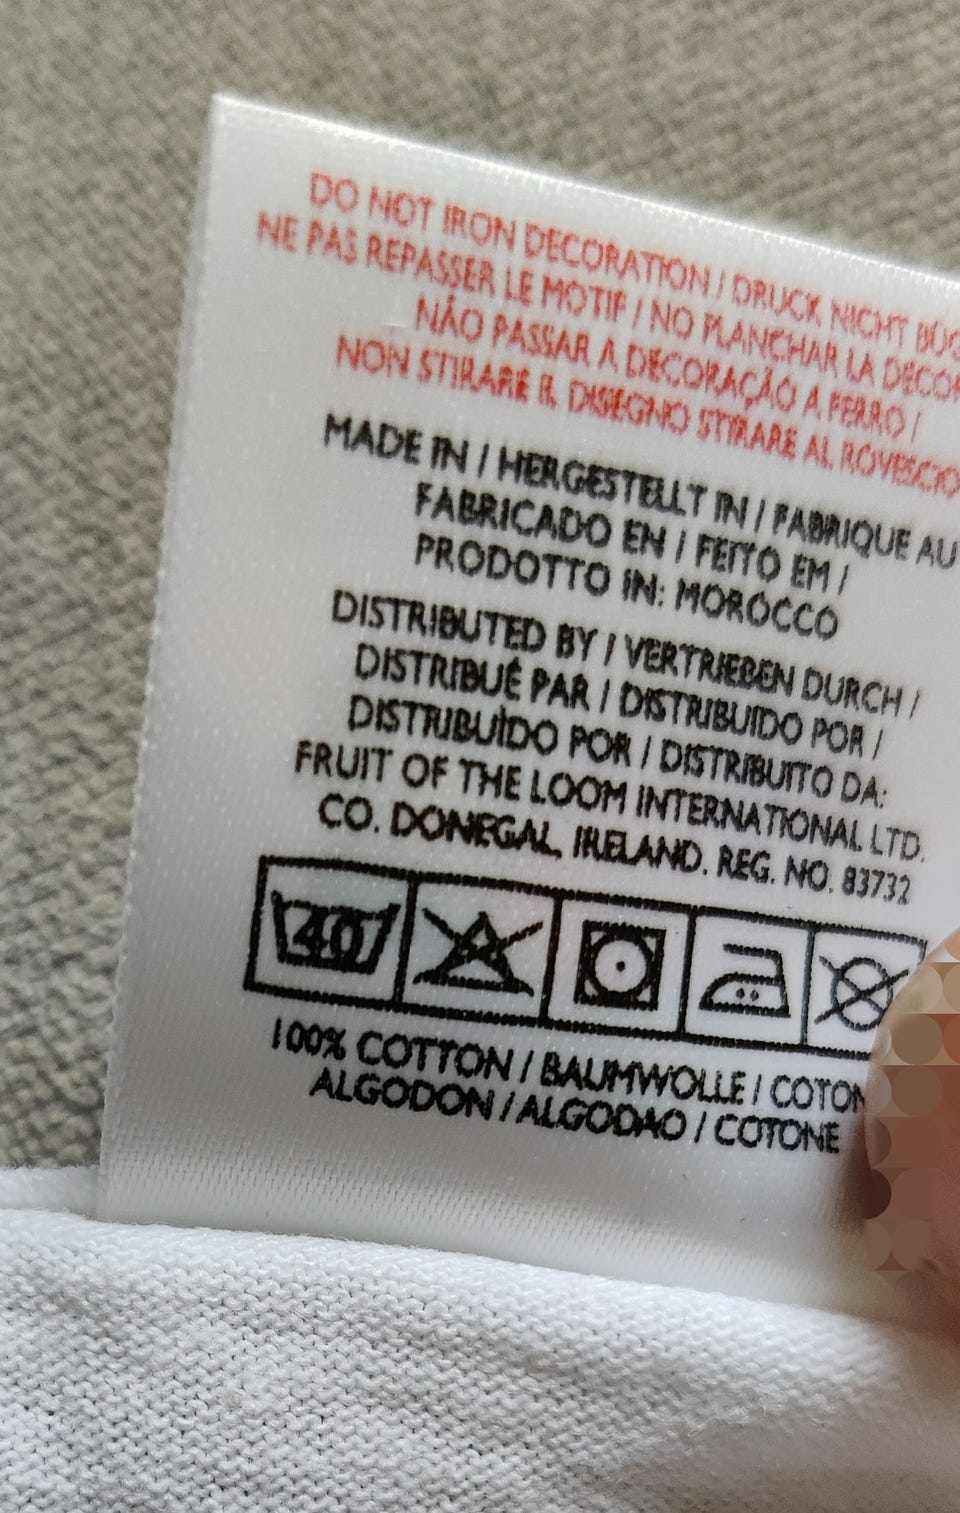 DO NOT IRON DECORATION / DRUCK NICHT BÜG
NE PAS REPASSER LE MOTIF / NO PLANCHAR LA DECOR
NÃO PASSAR A DECORAÇÃO A FERRO /
NON STIRARE IL DISEGNO STIRARE AL ROVESCIO
MADE IN / HERGESTELLT IN / FABRIQUE AU
FABRICADO EN / FEITO EM /
PRODOTTO IN: MOROCCO
DISTRIBUTED BY / VERTRIEBEN DURCH /
DISTRIBUÉ PAR / DISTRIBUIDO POR /
DISTRIBUÍDO POR / DISTRIBUITO DA:
FRUIT OF THE LOOM INTERNATIONAL LTD.
CO. DONEGAL, IRELAND. REG. NO. 83732
40
100% COTTON / BAUMWOLLE / COTON
ALGODON / ALGODAO / COTONE